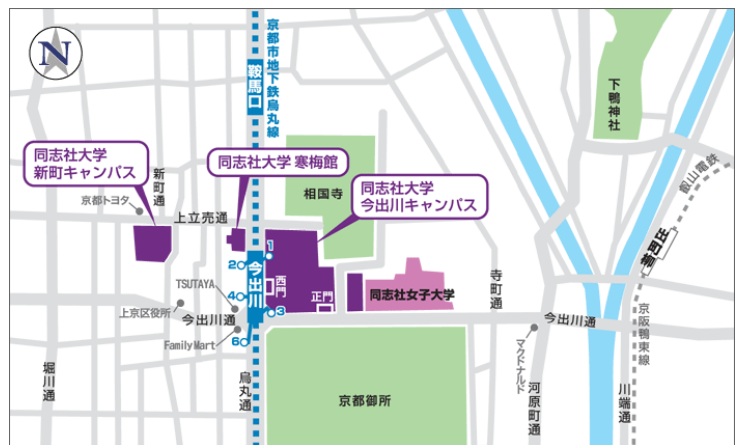 N
京都市地下鉄烏丸線
鞍馬口
下鴨神社
叡山電鉄
同志社大学
新町キャンパス
新町通
同志社大学 寒梅館
同志社大学
今出川キャンパス
相国寺
京都トヨタ
上立売通
出町柳
1
2
今出川
西門
TSUTAYA
4
正門
3
同志社女子大学
寺町通
上京区役所
今出川通
FamilyMart
6
マクドナルド
今出川通
京阪鴨東線
堀川通
烏丸通
京都御所
河原町通
川端通